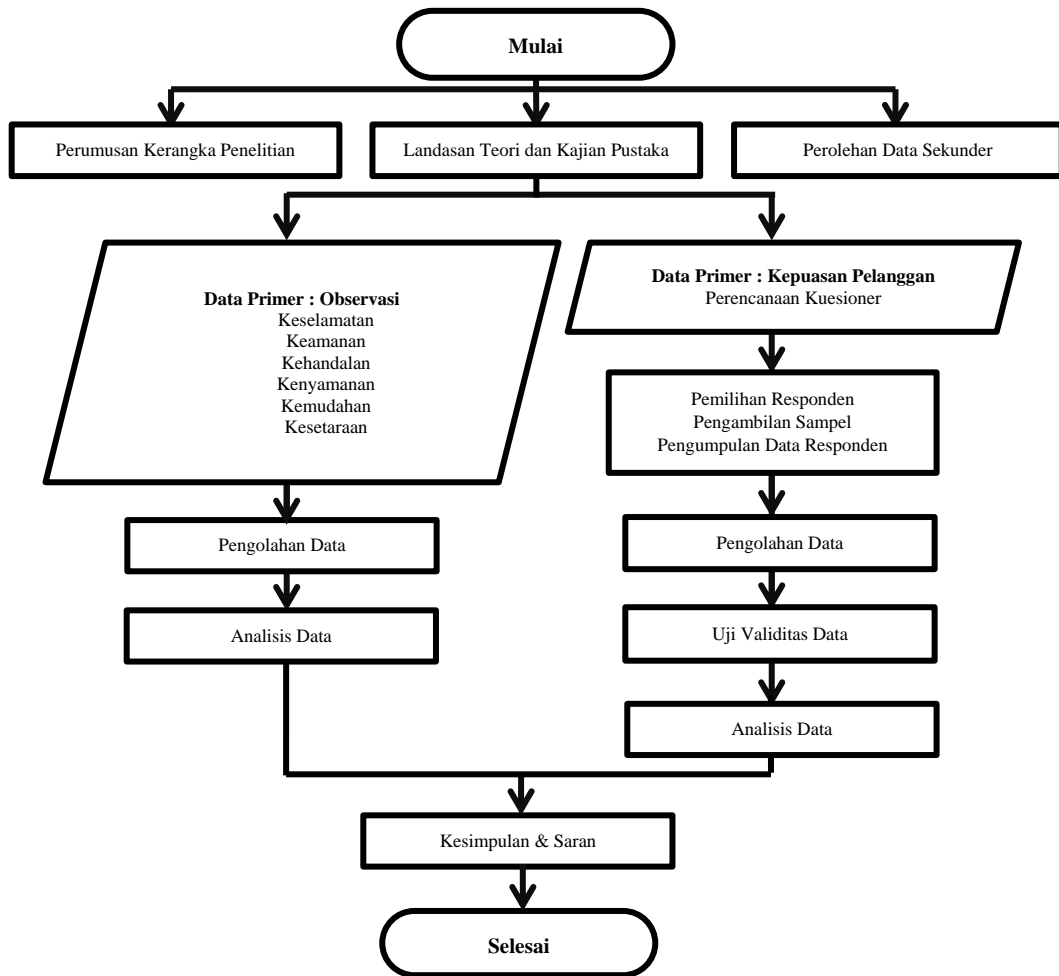 Mulai
Perumusan Kerangka Penelitian
Landasan Teori dan Kajian Pustaka
Perolehan Data Sekunder
Data Primer : Observasi
Keselamatan
Keamanan
Kehandalan
Kenyamanan
Kemudahan
Kesetaraan
Pengolahan Data
Analisis Data
Data Primer : Kepuasan Pelanggan
Perencanaan Kuesioner
Pemilihan Responden
Pengambilan Sampel
Pengumpulan Data Responden
Pengolahan Data
Uji Validitas Data
Analisis Data
Kesimpulan & Saran
Selesai